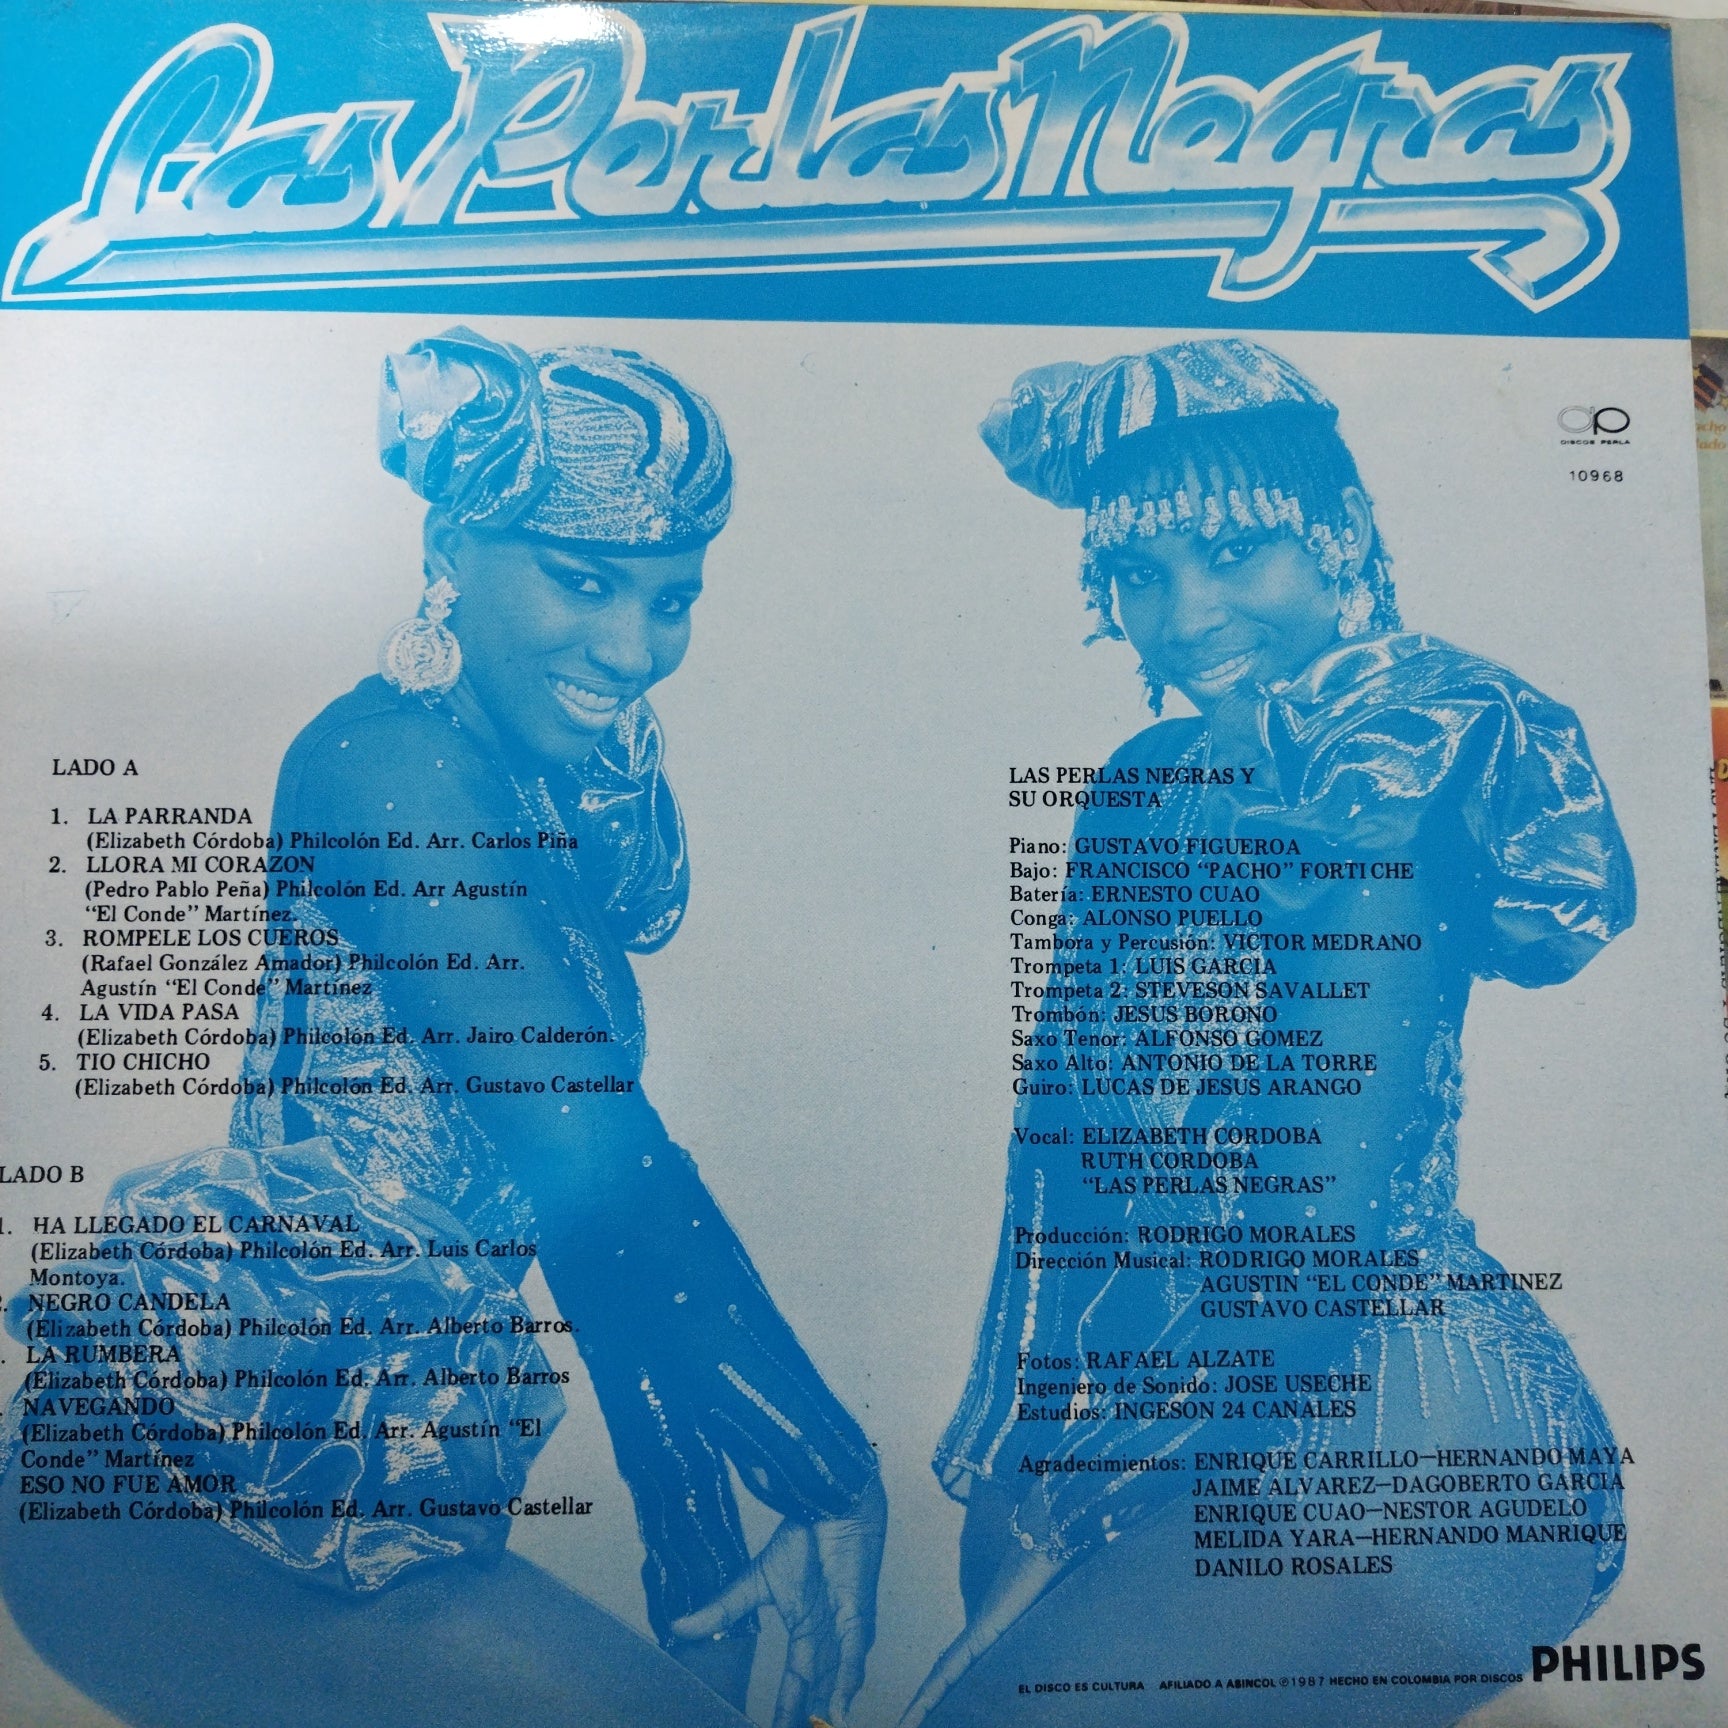 Las Perlas Negras
DISCOS PERLA
10968
LADO A
1. LA PARRANDA
(Elizabeth Córdoba) Philcolón Ed. Arr. Carlos Piña
2. LLORA MI CORAZON
(Pedro Pablo Peña) Philcolón Ed. Arr Agustín
“El Conde” Martínez.
3. ROMPELE LOS CUEROS
(Rafael González Amador) Philcolón Ed. Arr.
Agustín “El Conde” Martínez
4. LA VIDA PASA
(Elizabeth Córdoba) Philcolón Ed. Arr. Jairo Calderón.
5. TIO CHICHO
(Elizabeth Córdoba) Philcolón Ed. Arr. Gustavo Castellar
LADO B
1. HA LLEGADO EL CARNAVAL
(Elizabeth Córdoba) Philcolón Ed. Arr. Luis Carlos
Montoya.
2. NEGRO CANDELA
(Elizabeth Córdoba) Philcolón Ed. Arr. Alberto Barros.
. LA RUMBERA
(Elizabeth Córdoba) Philcolón Ed. Arr. Alberto Barros
NAVEGANDO
(Elizabeth Córdoba) Philcolón Ed. Arr. Agustín “El
Conde” Martínez
ESO NO FUE AMOR
(Elizabeth Córdoba) Philcolón Ed. Arr. Gustavo Castellar
LAS PERLAS NEGRAS Y
SU ORQUESTA
Piano: GUSTAVO FIGUEROA
Bajo: FRANCISCO “PACHO” FORTICHE
Batería: ERNESTO CUAO
Conga: ALONSO PUELLO
Tambora y Percusión: VICTOR MEDRANO
Trompeta 1: LUIS GARCIA
Trompeta 2: STEVESON SAVALLET
Trombón: JESUS BORONO
Saxo Tenor: ALFONSO GOMEZ
Saxo Alto: ANTONIO DE LA TORRE
Guiro: LUCAS DE JESUS ARANGO
Vocal: ELIZABETH CORDOBA
RUTH CORDOBA
“LAS PERLAS NEGRAS”
Producción: RODRIGO MORALES
Dirección Musical: RODRIGO MORALES
AGUSTIN “EL CONDE” MARTINEZ
GUSTAVO CASTELLAR
Fotos: RAFAEL ALZATE
Ingeniero de Sonido: JOSE USECHE
Estudios: INGESON 24 CANALES
Agradecimientos: ENRIQUE CARRILLO—HERNANDO MAYA
JAIME ALVAREZ—DAGOBERTO GARCIA
ENRIQUE CUAO—NESTOR AGUDELO
MELIDA YARA—HERNANDO MANRIQUE
DANILO ROSALES
EL DISCO ES CULTURA AFILIADO A ASINCOL ℗1987 HECHO EN COLOMBIA POR DISCOS PHILIPS